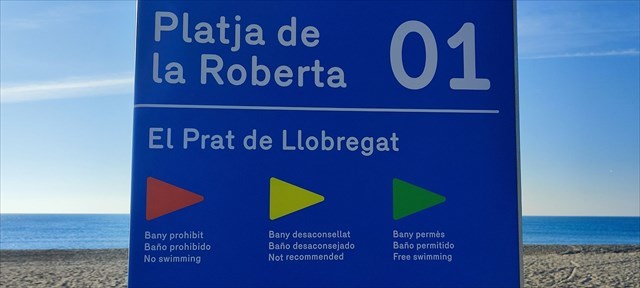 Platja de
la Roberta
01
El Prat de Llobregat
Bany prohibit
Baño prohibido
No swimming
Bany desaconsellat
Baño desaconsejado
Not recommended
Bany permès
Baño permitido
Free swimming